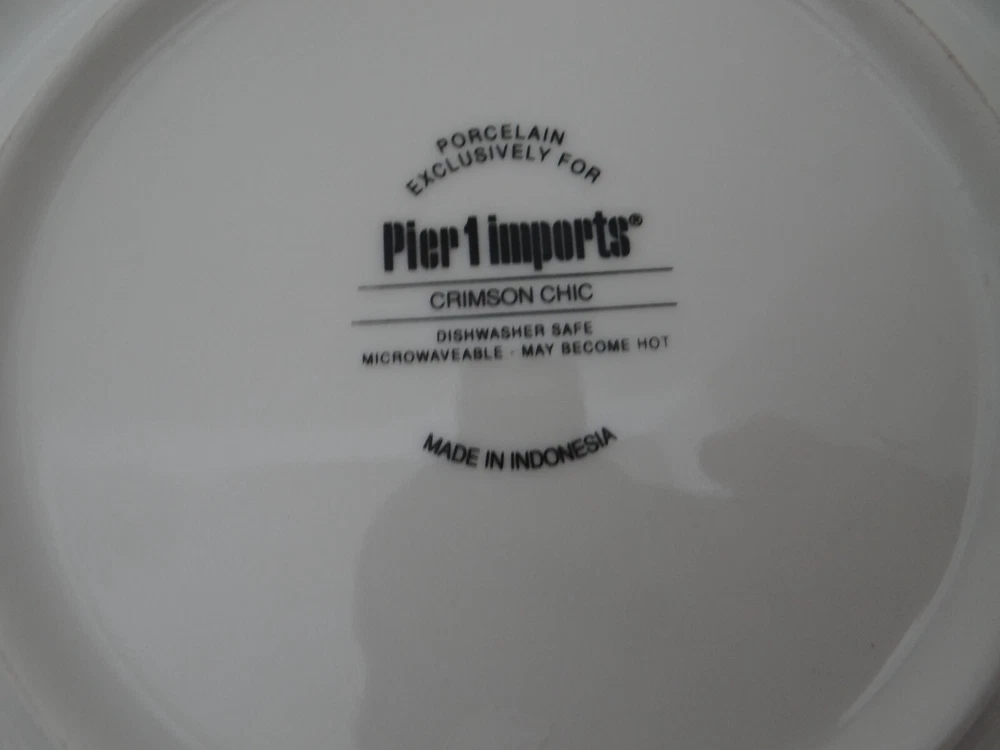 PORCELAIN
EXCLUSIVELY FOR
Pier 1 imports®
CRIMSON CHIC
DISHWASHER SAFE
MICROWAVEABLE - MAY BECOME HOT
MADE IN INDONESIA